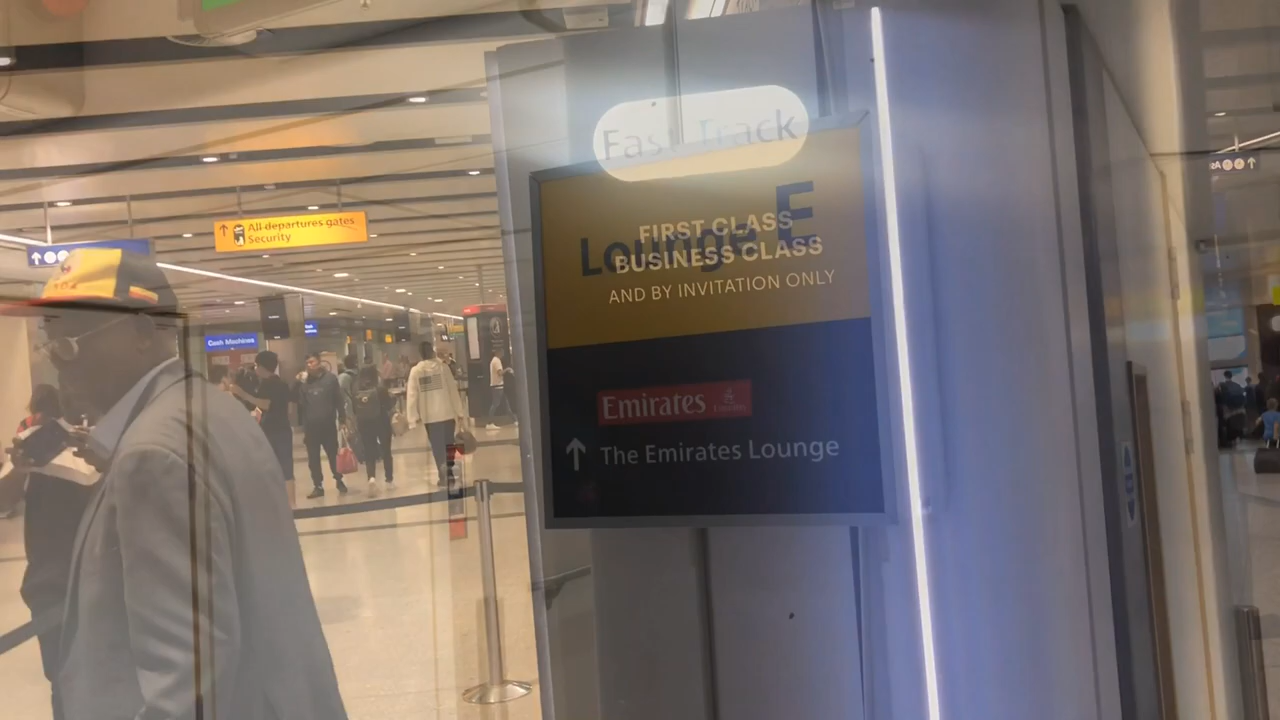 Fast Track
Lounge E
FIRST CLASS
BUSINESS CLASS
AND BY INVITATION ONLY
Emirates
Emirates
The Emirates Lounge
All departures gates
Security
Cash Machines